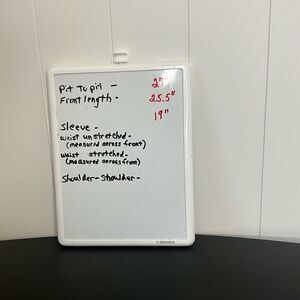 Pit to pit - 27"
Front length - 25.5"
19"
Sleeve -
Waist unstretched -
(measured across front)
Waist stretched -
(measured across front)
Shoulder - Shoulder -